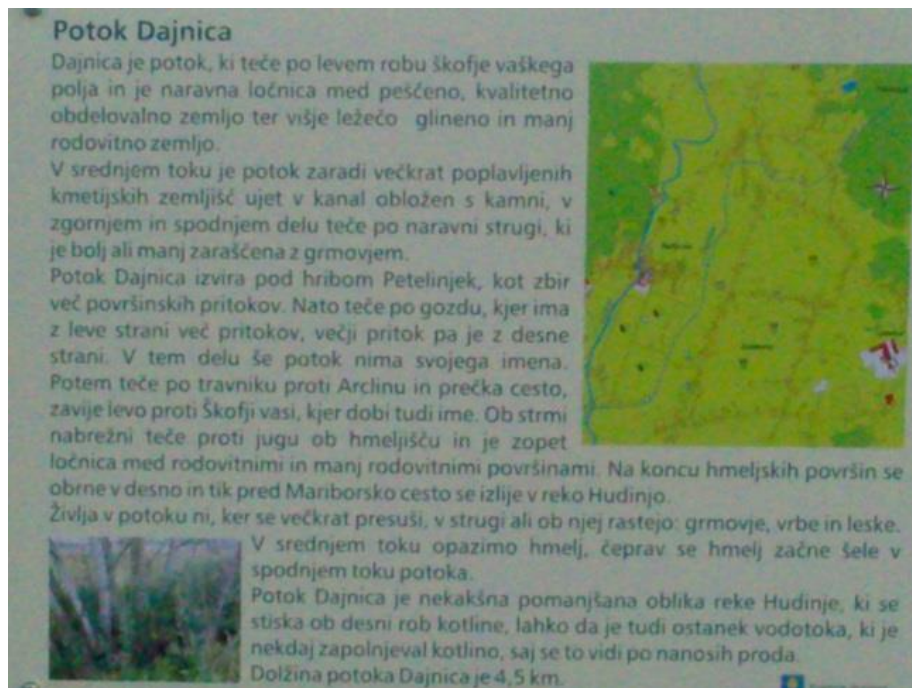 Potok Dajnica
Dajnica je potok, ki teče po levem robu škofje vaškega
polja in je naravna ločnica med peščeno, kvalitetno
obdelovalno zemljo ter višje ležečo glineno in manj
rodovitno zemljo.
V srednjem toku je potok zaradi večkrat poplavljenih
kmetijskih zemljišč ujet v kanal obložen s kamni, v
zgornjem in spodnjem delu teče po naravni strugi, ki
je bolj ali manj zaraščena z grmovjem.
Potok Dajnica izvira pod hribom Petelinjek, kot zbir
več površinskih pritokov. Nato teče po gozdu, kjer ima
z leve strani več pritokov, večji pritok pa je z desne
strani. V tem delu še potok nima svojega imena.
Potem teče po travniku proti Arclinu in prečka cesto,
zavije levo proti Škofji vasi, kjer dobi tudi ime. Ob strmi
nabrežni teče proti jugu ob hmeljišču in je zopet
ločnica med rodovitnimi in manj rodovitnimi površinami. Na koncu hmeljskih površin se
obrne v desno in tik pred Mariborsko cesto se izlije v reko Hudinjo.
Življa v potoku ni, ker se večkrat presuši, v strugi ali ob njej rastejo: grmovje, vrbe in leske.
V srednjem toku opazimo hmelj, čeprav se hmelj začne šele v
spodnjem toku potoka.
Potok Dajnica je nekakšna pomanjšana oblika reke Hudinje, ki se
stiska ob desni rob kotline, lahko da je tudi ostanek vodotoka, ki je
nekdaj zapolnjeval kotlino, saj se to vidi po nanosih proda.
Dolžina potoka Dajnica je 4,5 km.